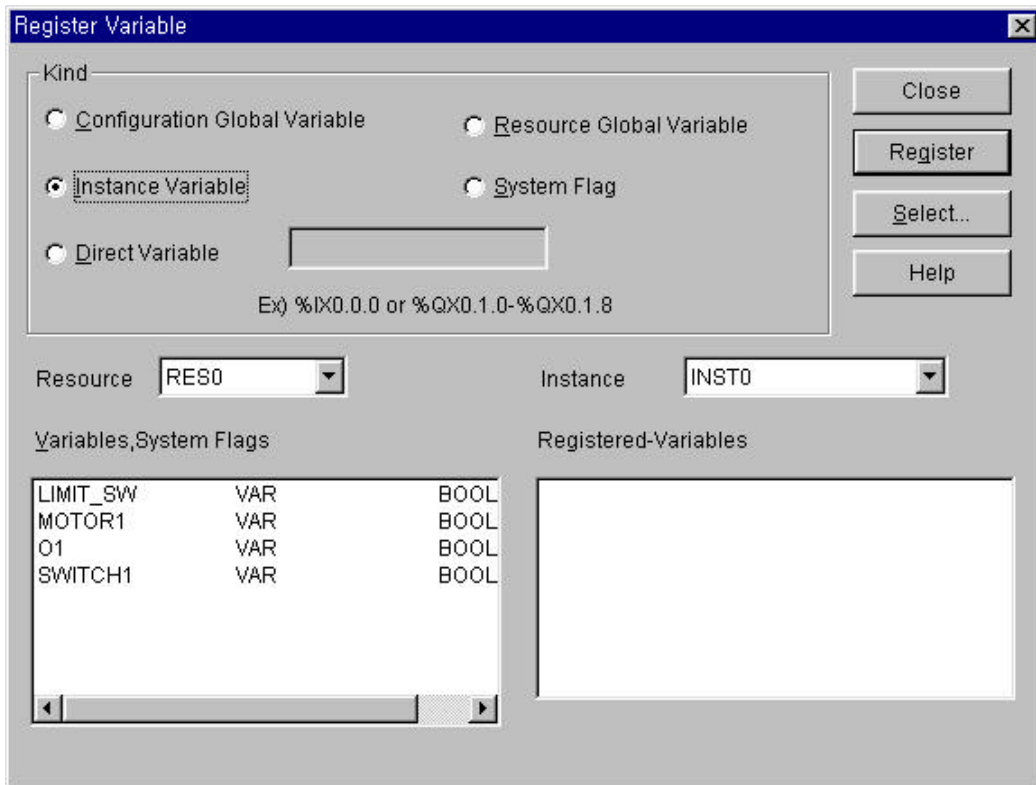 Register Variable
Kind
Close
Configuration Global Variable
Resource Global Variable
Register
Instance Variable
System Flag
Select...
Direct Variable
Help
Ex) %IX0.0.0 or %QX0.1.0-%QX0.1.8
Resource RES0
Instance INST0
Variables,System Flags
Registered-Variables
LIMIT_SW VAR BOOL
MOTOR1 VAR BOOL
O1 VAR BOOL
SWITCH1 VAR BOOL